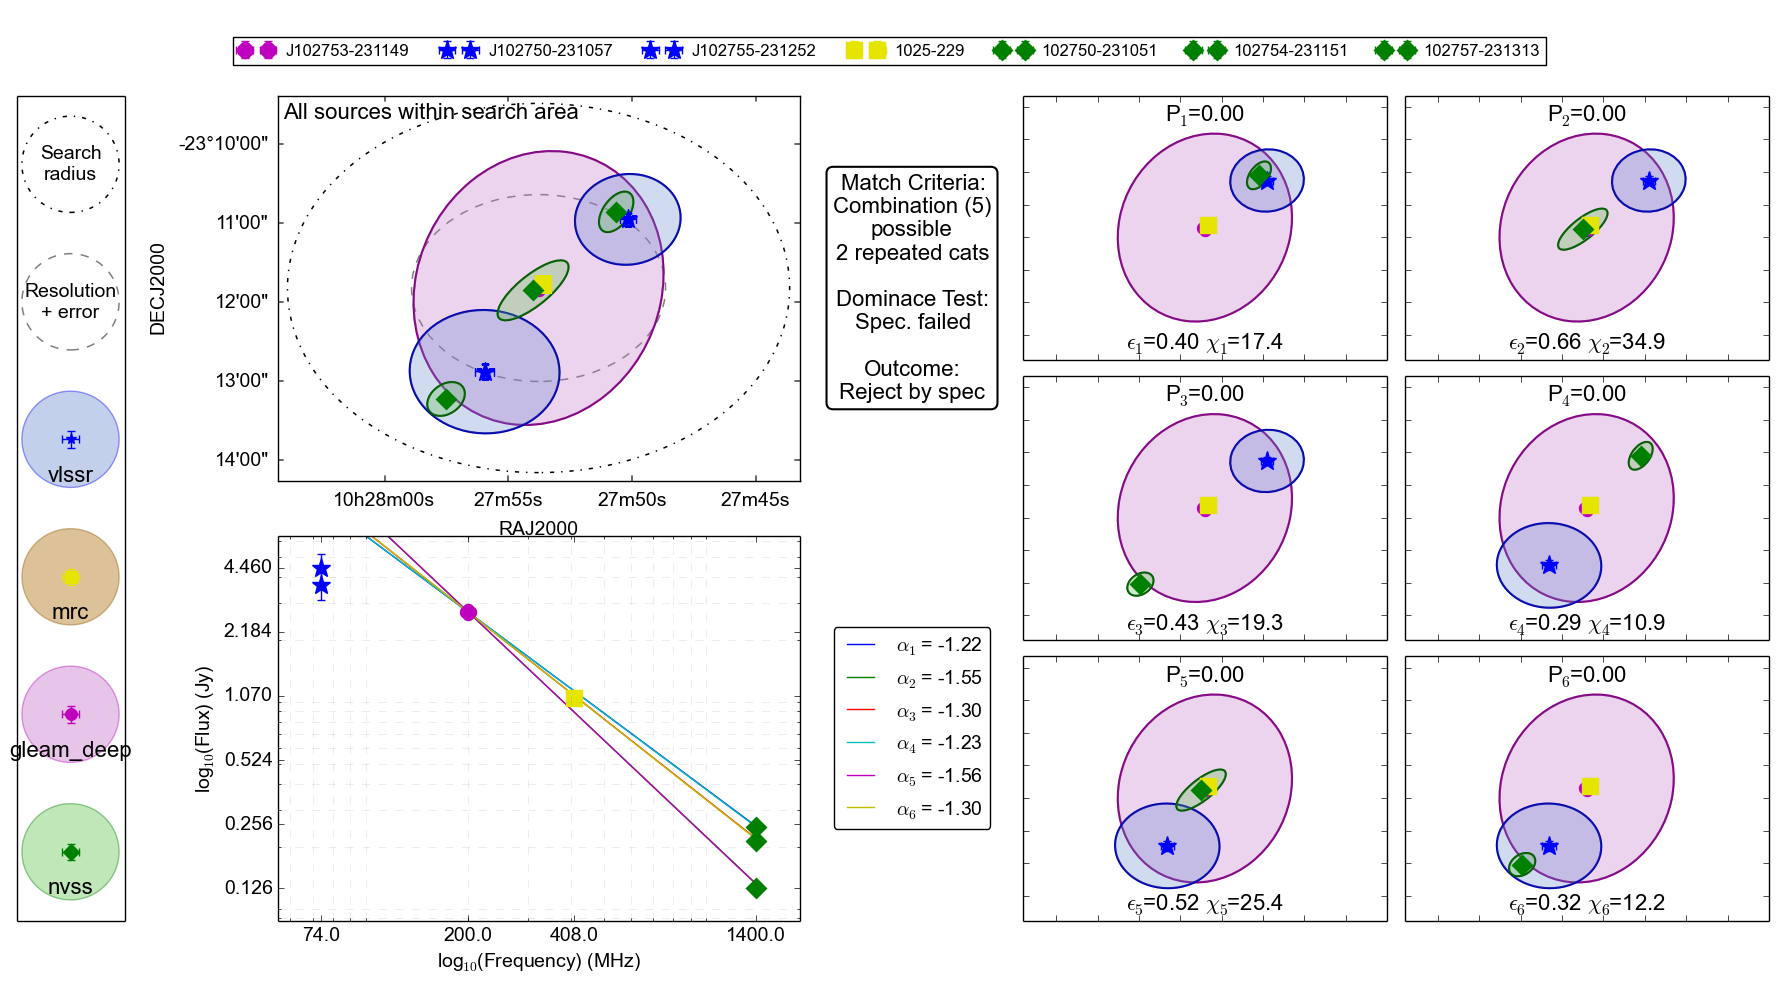 J102753-231149 J102750-231057 J102755-231252 1025-229 102750-231051 102754-231151 102757-231313
Search
radius
Resolution
+ error
vlssr
mrc
gleam_deep
nvss
All sources within search area
DECJ2000
-23°10'00"
11'00"
12'00"
13'00"
14'00"
10h28m00s 27m55s 27m50s 27m45s
RAJ2000
log10(Flux) (Jy)
4.460
2.184
1.070
0.524
0.256
0.126
74.0 200.0 408.0 1400.0
log10(Frequency) (MHz)
Match Criteria:
Combination (5)
possible
2 repeated cats
Dominace Test:
Spec. failed
Outcome:
Reject by spec
α1 = -1.22
α2 = -1.55
α3 = -1.30
α4 = -1.23
α5 = -1.56
α6 = -1.30
P1=0.00
ϵ1=0.40 χ1=17.4
P2=0.00
ϵ2=0.66 χ2=34.9
P3=0.00
ϵ3=0.43 χ3=19.3
P4=0.00
ϵ4=0.29 χ4=10.9
P5=0.00
ϵ5=0.52 χ5=25.4
P6=0.00
ϵ6=0.32 χ6=12.2